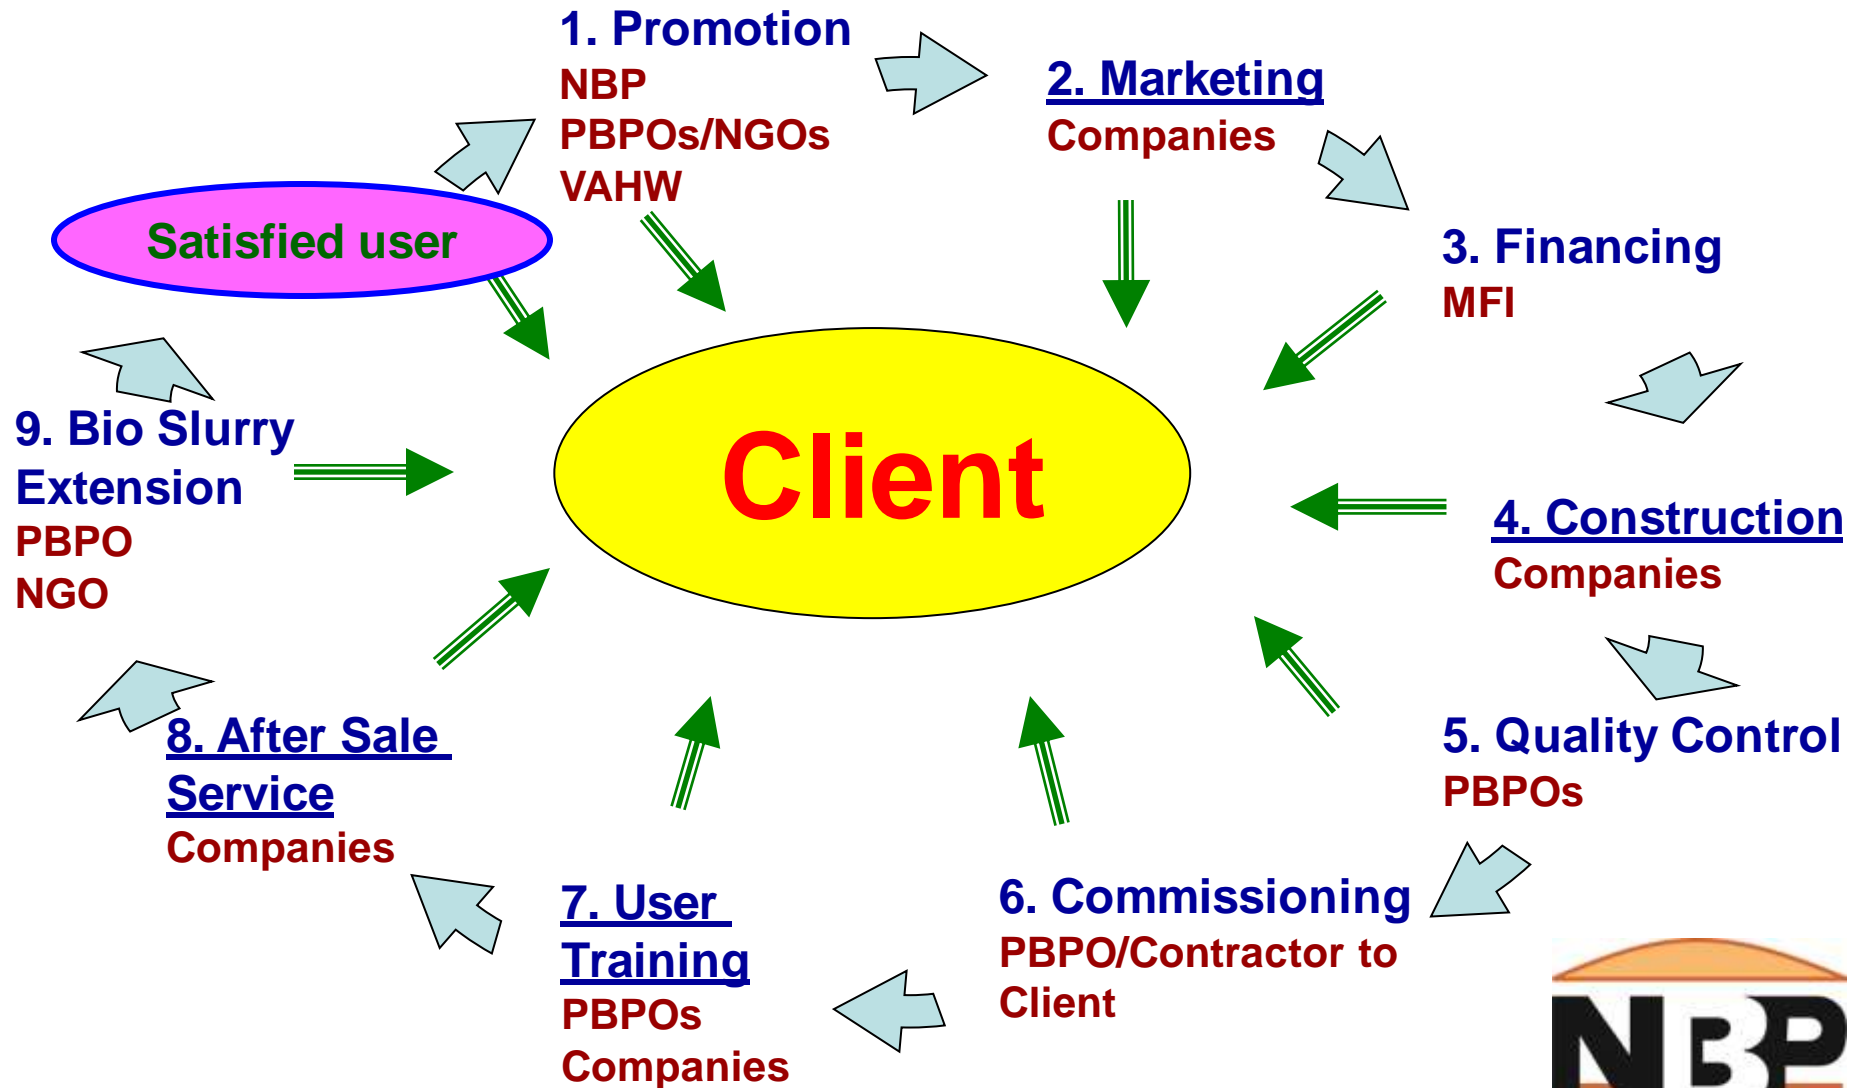 1. Promotion
NBP
PBPOs/NGOs
VAHW
2. Marketing
Companies
3. Financing
MFI
4. Construction
Companies
5. Quality Control
PBPOs
6. Commissioning
PBPO/Contractor to
Client
7. User
Training
PBPOs
Companies
8. After Sale
Service
Companies
9. Bio Slurry
Extension
PBPO
NGO
Satisfied user
Client
NBP